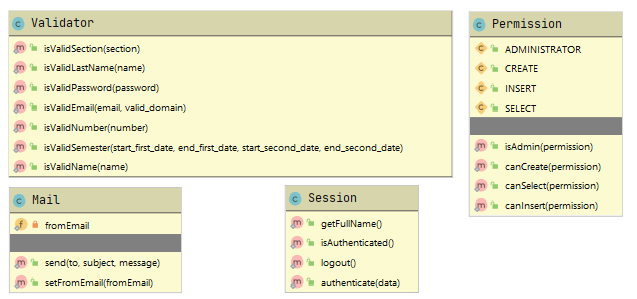 C Validator
m isValidSection(section)
m isValidLastName(name)
m isValidPassword(password)
m isValidEmail(email, valid_domain)
m isValidNumber(number)
m isValidSemester(start_first_date, end_first_date, start_second_date, end_second_date)
m isValidName(name)
C Permission
C ADMINISTRATOR
C CREATE
C INSERT
C SELECT
m isAdmin(permission)
m canCreate(permission)
m canSelect(permission)
m canInsert(permission)
C Mail
f fromEmail
m send(to, subject, message)
m setFromEmail(fromEmail)
C Session
m getFullName()
m isAuthenticated()
m logout()
m authenticate(data)